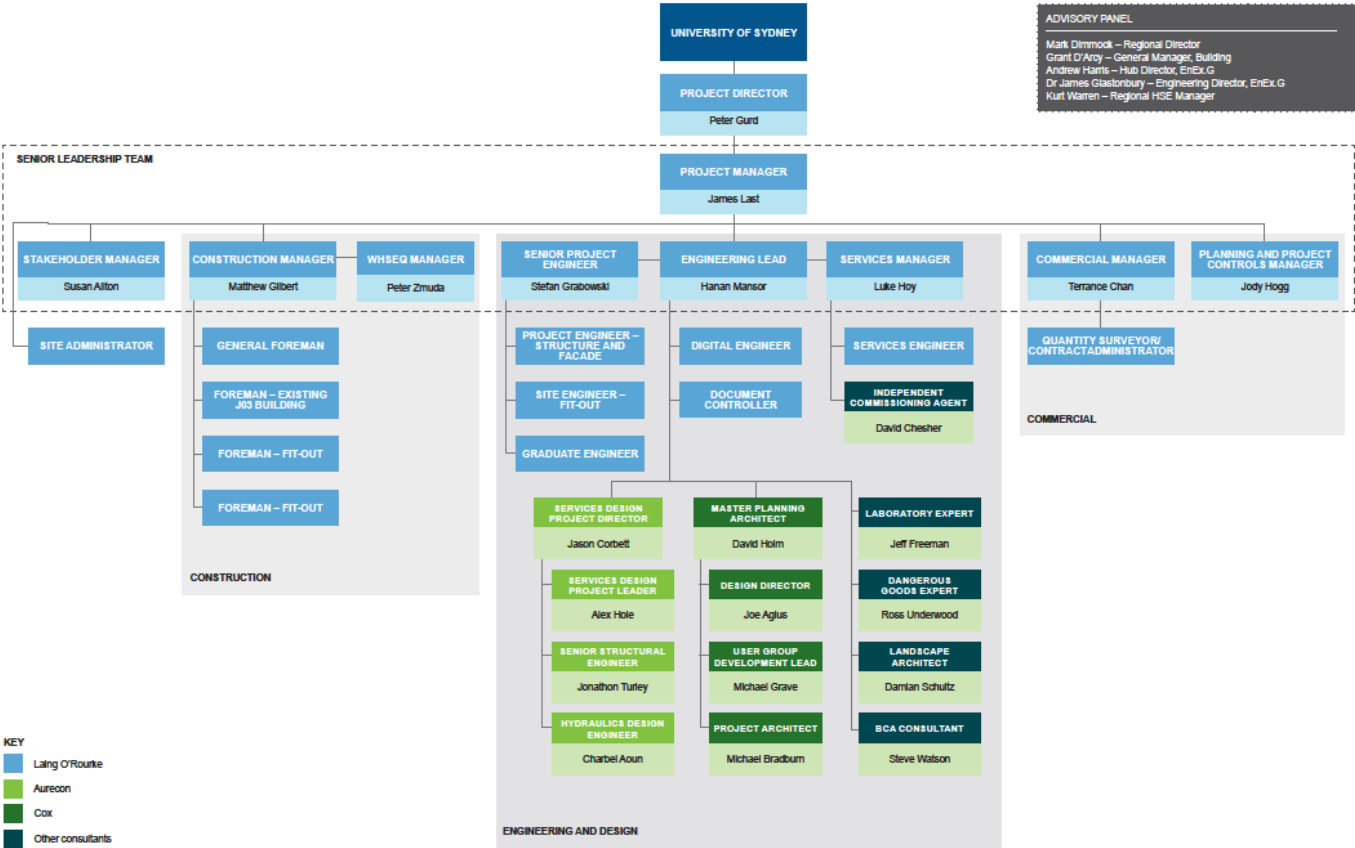 UNIVERSITY OF SYDNEY
ADVISORY PANEL
Mark Dimmock – Regional Director
Grant D'Arcy – General Manager, Building
Andrew Harris – Hub Director, EnEx.G
Dr James Glastonbury – Engineering Director, EnEx.G
Kurt Warren – Regional HSE Manager
PROJECT DIRECTOR
Peter Gurd
SENIOR LEADERSHIP TEAM
PROJECT MANAGER
James Last
STAKEHOLDER MANAGER
Susan Ailton
CONSTRUCTION MANAGER
Matthew Gilbert
WHSEQ MANAGER
Peter Zmuda
SENIOR PROJECT
ENGINEER
Stefan Grabowski
ENGINEERING LEAD
Hanan Mansor
SERVICES MANAGER
Luke Hoy
COMMERCIAL MANAGER
Terrance Chan
PLANNING AND PROJECT
CONTROLS MANAGER
Jody Hogg
SITE ADMINISTRATOR
GENERAL FOREMAN
FOREMAN – EXISTING
J03 BUILDING
FOREMAN – FIT-OUT
FOREMAN – FIT-OUT
CONSTRUCTION
PROJECT ENGINEER –
STRUCTURE AND
FACADE
SITE ENGINEER –
FIT-OUT
GRADUATE ENGINEER
DIGITAL ENGINEER
DOCUMENT
CONTROLLER
SERVICES ENGINEER
INDEPENDENT
COMMISSIONING AGENT
David Chesher
QUANTITY SURVEYOR/
CONTRACTADMINISTRATOR
COMMERCIAL
SERVICES DESIGN
PROJECT DIRECTOR
Jason Corbett
SERVICES DESIGN
PROJECT LEADER
Alex Hole
SENIOR STRUCTURAL
ENGINEER
Jonathon Turley
HYDRAULICS DESIGN
ENGINEER
Charbel Aoun
MASTER PLANNING
ARCHITECT
David Holm
DESIGN DIRECTOR
Joe Agius
USER GROUP
DEVELOPMENT LEAD
Michael Grave
PROJECT ARCHITECT
Michael Bradburn
LABORATORY EXPERT
Jeff Freeman
DANGEROUS
GOODS EXPERT
Ross Underwood
LANDSCAPE
ARCHITECT
Damian Schultz
BCA CONSULTANT
Steve Watson
ENGINEERING AND DESIGN
KEY
Laing O'Rourke
Aurecon
Cox
Other consultants